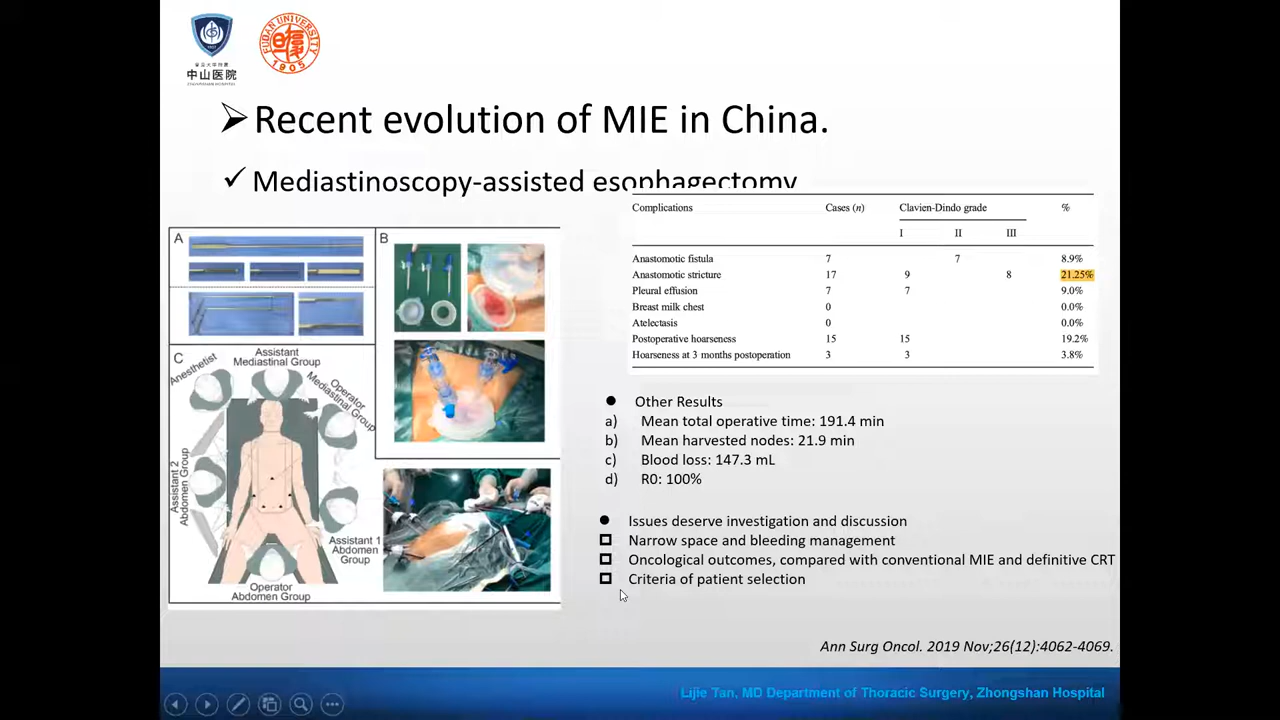 中山医院
FUDAN UNIVERSITY
1905
Recent evolution of MIE in China.
Mediastinoscopy-assisted esophagectomy
A
B
C
Anesthetist
Assistant
Mediastinal Group
Operator
Mediastinal Group
Assistant 2
Abdomen Group
Assistant 1
Abdomen
Group
Operator
Abdomen Group
Complications Cases (n) Clavien-Dindo grade %
I II III
Anastomotic fistula 7 7 8.9%
Anastomotic stricture 17 9 8 21.25%
Pleural effusion 7 7 9.0%
Breast milk chest 0 0.0%
Atelectasis 0 0.0%
Postoperative hoarseness 15 15 19.2%
Hoarseness at 3 months postoperation 3 3 3.8%
Other Results
a) Mean total operative time: 191.4 min
b) Mean harvested nodes: 21.9 min
c) Blood loss: 147.3 mL
d) R0: 100%
Issues deserve investigation and discussion
Narrow space and bleeding management
Oncological outcomes, compared with conventional MIE and definitive CRT
Criteria of patient selection
Ann Surg Oncol. 2019 Nov;26(12):4062-4069.
Lijie Tan, MD Department of Thoracic Surgery, Zhongshan Hospital